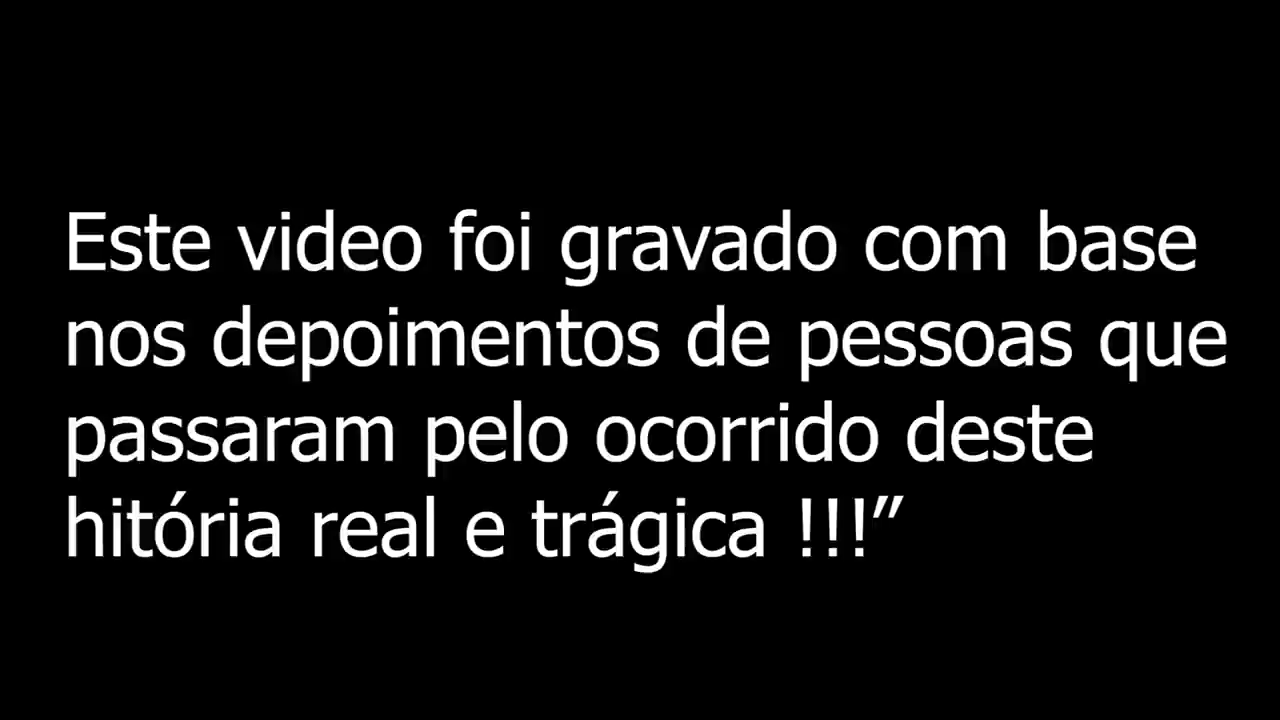 Este video foi gravado com base
nos depoimentos de pessoas que
passaram pelo ocorrido deste
hitória real e trágica !!!”